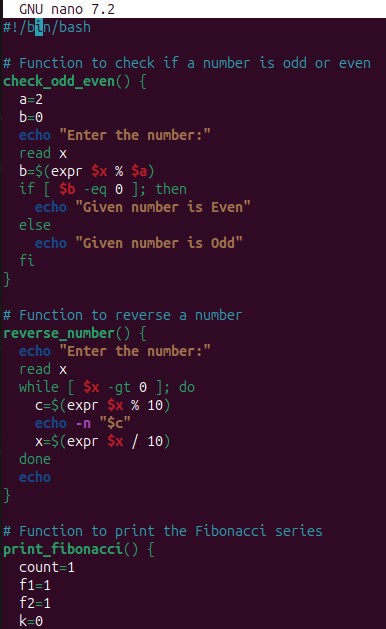 GNU nano 7.2
#!/bin/bash
# Function to check if a number is odd or even
check_odd_even() {
  a=2
  b=0
  echo "Enter the number:"
  read x
  b=$(expr $x % $a)
  if [ $b -eq 0 ]; then
    echo "Given number is Even"
  else
    echo "Given number is Odd"
  fi
}
# Function to reverse a number
reverse_number() {
  echo "Enter the number:"
  read x
  while [ $x -gt 0 ]; do
    c=$(expr $x % 10)
    echo -n "$c"
    x=$(expr $x / 10)
  done
  echo
}
# Function to print the Fibonacci series
print_fibonacci() {
  count=1
  f1=1
  f2=1
  k=0